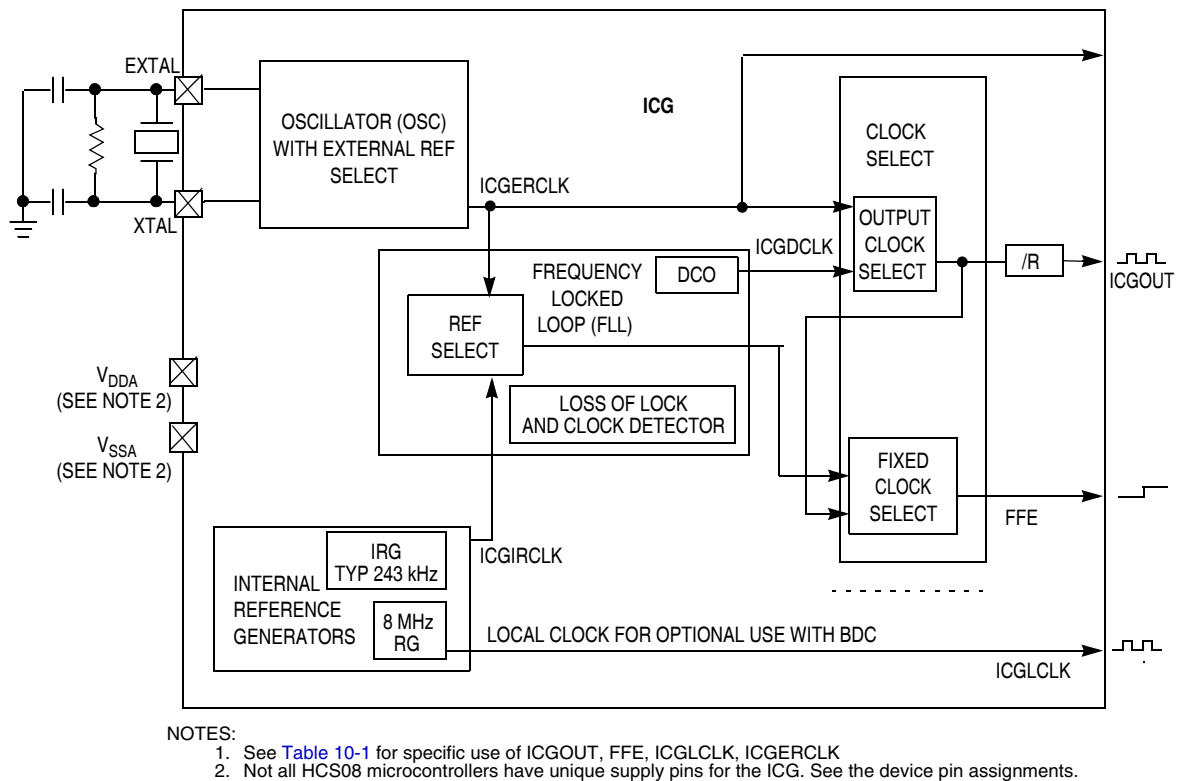 EXTAL
XTAL
OSCILLATOR (OSC)
WITH EXTERNAL REF
SELECT
ICG
ICGERCLK
CLOCK
SELECT
OUTPUT
CLOCK
SELECT
ICGDCLK
/R
ICGOUT
FREQUENCY
LOCKED
LOOP (FLL)
DCO
REF
SELECT
LOSS OF LOCK
AND CLOCK DETECTOR
VDDA
(SEE NOTE 2)
VSSA
(SEE NOTE 2)
FIXED
CLOCK
SELECT
FFE
ICGIRCLK
IRG
TYP 243 kHz
INTERNAL
REFERENCE
GENERATORS
8 MHz
RG
LOCAL CLOCK FOR OPTIONAL USE WITH BDC
ICGLCLK
NOTES:
1. See Table 10-1 for specific use of ICGOUT, FFE, ICGLCLK, ICGERCLK
2. Not all HCS08 microcontrollers have unique supply pins for the ICG. See the device pin assignments.